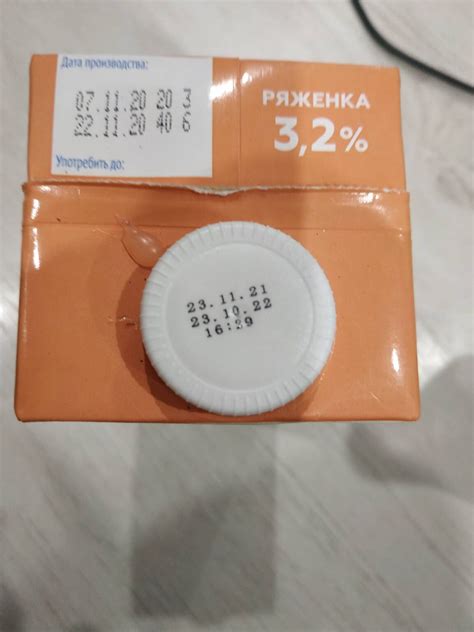 Дата производства:
07.11.20 20 3
22.11.20 40 6
Употребить до:
РЯЖЕНКА
3,2%
23.11.21
23.10.22
16:29